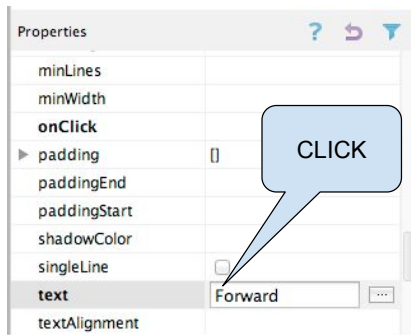 Properties ?
minLines
minWidth
onClick
padding []
CLICK
paddingEnd
paddingStart
shadowColor
singleLine
text Forward ...
textAlignment